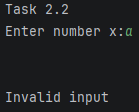 Task 2.2
Enter number x:a
Invalid input